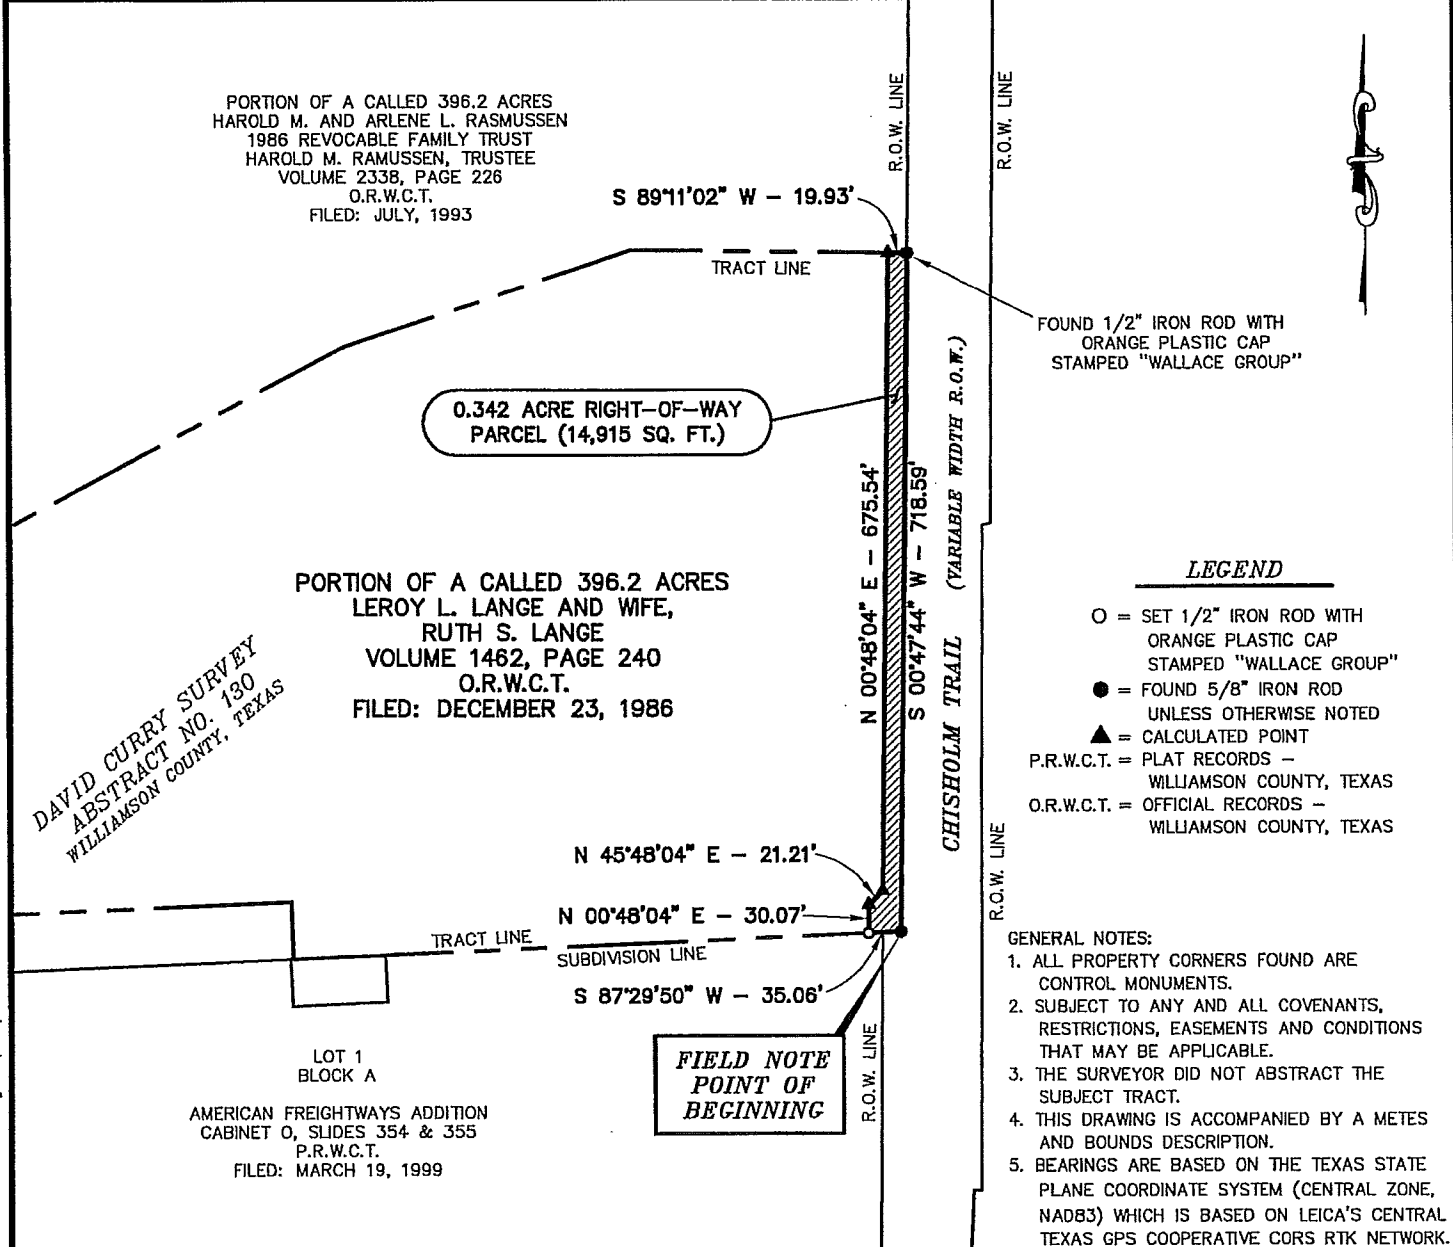 PORTION OF A CALLED 396.2 ACRES
HAROLD M. AND ARLENE L. RASMUSSEN
1986 REVOCABLE FAMILY TRUST
HAROLD M. RAMUSSEN, TRUSTEE
VOLUME 2338, PAGE 226
O.R.W.C.T.
FILED: JULY, 1993
R.O.W. LINE
R.O.W. LINE
S 89°11'02" W - 19.93'
TRACT LINE
FOUND 1/2" IRON ROD WITH
ORANGE PLASTIC CAP
STAMPED "WALLACE GROUP"
0.342 ACRE RIGHT-OF-WAY
PARCEL (14,915 SQ. FT.)
N 00°48'04" E - 675.54'
S 00°47'44" W - 718.59'
CHISHOLM TRAIL (VARIABLE WIDTH R.O.W.)
PORTION OF A CALLED 396.2 ACRES
LEROY L. LANGE AND WIFE,
RUTH S. LANGE
VOLUME 1462, PAGE 240
O.R.W.C.T.
FILED: DECEMBER 23, 1986
DAVID CURRY SURVEY
ABSTRACT NO. 130
WILLIAMSON COUNTY, TEXAS
LEGEND
O = SET 1/2" IRON ROD WITH
ORANGE PLASTIC CAP
STAMPED "WALLACE GROUP"
● = FOUND 5/8" IRON ROD
UNLESS OTHERWISE NOTED
▲ = CALCULATED POINT
P.R.W.C.T. = PLAT RECORDS -
WILLIAMSON COUNTY, TEXAS
O.R.W.C.T. = OFFICIAL RECORDS -
WILLIAMSON COUNTY, TEXAS
N 45°48'04" E - 21.21'
N 00°48'04" E - 30.07'
TRACT LINE
SUBDIVISION LINE
S 87°29'50" W - 35.06'
R.O.W. LINE
R.O.W. LINE
FIELD NOTE
POINT OF
BEGINNING
LOT 1
BLOCK A
AMERICAN FREIGHTWAYS ADDITION
CABINET O, SLIDES 354 & 355
P.R.W.C.T.
FILED: MARCH 19, 1999
GENERAL NOTES:
1. ALL PROPERTY CORNERS FOUND ARE
CONTROL MONUMENTS.
2. SUBJECT TO ANY AND ALL COVENANTS,
RESTRICTIONS, EASEMENTS AND CONDITIONS
THAT MAY BE APPLICABLE.
3. THE SURVEYOR DID NOT ABSTRACT THE
SUBJECT TRACT.
4. THIS DRAWING IS ACCOMPANIED BY A METES
AND BOUNDS DESCRIPTION.
5. BEARINGS ARE BASED ON THE TEXAS STATE
PLANE COORDINATE SYSTEM (CENTRAL ZONE,
NAD83) WHICH IS BASED ON LEICA'S CENTRAL
TEXAS GPS COOPERATIVE CORS RTK NETWORK.